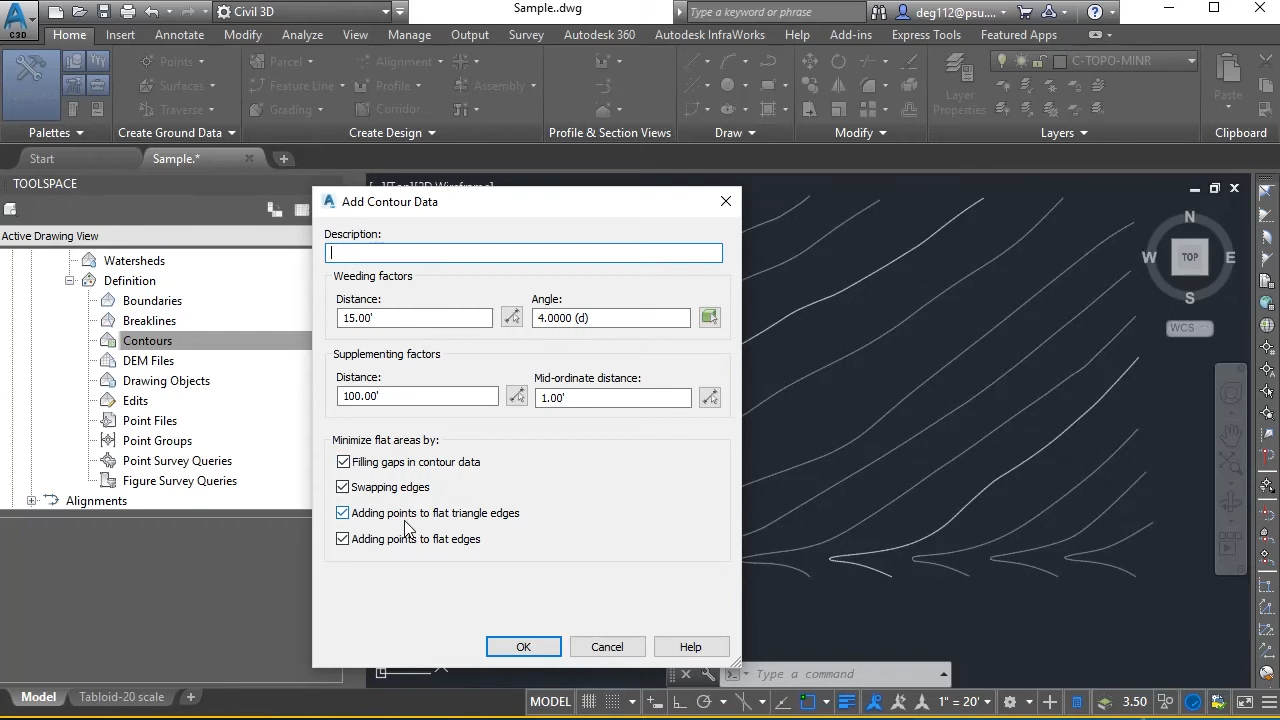 C3D
Civil 3D
Sample..dwg
Type a keyword or phrase
deg112@psu....
Home Insert Annotate Modify Analyze View Manage Output Survey Autodesk 360 Autodesk InfraWorks Help Add-ins Express Tools Featured Apps
Points Parcel Alignment
Surfaces Feature Line Profile Assembly
Traverse Grading Corridor
C-TOPO-MINR
Layer Properties
Paste
Palettes Create Ground Data Create Design Profile & Section Views Draw Modify Layers Clipboard
Start Sample.*
TOOLSPACE
Active Drawing View
Watersheds
Definition
Boundaries
Breaklines
Contours
DEM Files
Drawing Objects
Edits
Point Files
Point Groups
Point Survey Queries
Figure Survey Queries
Alignments
[-][Top][2D Wireframe]
Add Contour Data
Description:
Weeding factors
Distance: Angle:
15.00' 4.0000 (d)
Supplementing factors
Distance: Mid-ordinate distance:
100.00' 1.00'
Minimize flat areas by:
Filling gaps in contour data
Swapping edges
Adding points to flat triangle edges
Adding points to flat edges
OK Cancel Help
N
W TOP E
S
WCS
Type a command
Model Tabloid-20 scale
MODEL 1" = 20' 3.50